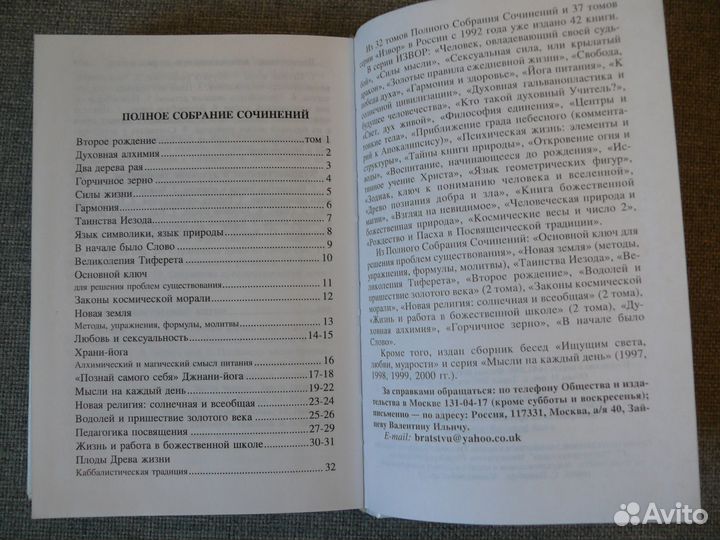 ПОЛНОЕ СОБРАНИЕ СОЧИНЕНИЙ
Второе рождение том 1
Духовная алхимия 2
Два дерева рая 3
Горчичное зерно 4
Силы жизни 5
Гармония 6
Таинства Иезода 7
Язык символики, язык природы 8
В начале было Слово 9
Великолепия Тиферета 10
Основной ключ
для решения проблем существования 11
Законы космической морали 12
Новая земля
Методы, упражнения, формулы, молитвы 13
Любовь и сексуальность 14-15
Храни-йога
Алхимический и магический смысл питания 16
«Познай самого себя» Джнани-йога 17-18
Мысли на каждый день 19-22
Новая религия: солнечная и всеобщая 23-24
Водолей и пришествие золотого века 25-26
Педагогика посвящения 27-29
Жизнь и работа в божественной школе 30-31
Плоды Древа жизни
Каббалистическая традиция 32
Из 32 томов Полного Собрания Сочинений и 37 томов
серии «Извор» в России с 1992 года уже издано 42 книги.
В серии ИЗВОР: «Человек, овладевающий своей судь-
бой», «Силы мысли», «Сексуальная сила, или крылатый
дракон», «Золотые правила ежедневной жизни», «Свобода,
победа духа», «Гармония и здоровье», «Йога питания», «К
солнечной цивилизации», «Духовная гальванопластика и
будущее человечества», «Кто такой духовный Учитель?»,
«Свет, дух живой», «Философия единения», «Центры и
тонкие тела», «Приближение града небесного (коммента-
рий к Апокалипсису)», «Психическая жизнь: элементы и
структуры», «Тайны книги природы», «Откровение огня и
воды», «Воспитание, начинающееся до рождения», «Ис-
тинное учение Христа», «Язык геометрических фигур»,
«Зодиак, ключ к пониманию человека и вселенной»,
«Древо познания добра и зла», «Книга божественной
магии», «Взгляд на невидимое», «Человеческая природа и
божественная природа», «Космические весы и число 2»,
«Рождество и Пасха в Посвященческой традиции».
Из Полного Собрания Сочинений: «Основной ключ для
решения проблем существования», «Новая земля» (методы,
упражнения, формулы, молитвы), «Таинства Иезода», «Ве-
ликолепия Тиферета», «Второе рождение», «Водолей и
пришествие золотого века» (2 тома), «Законы космической
морали», «Новая религия: солнечная и всеобщая» (2 тома),
«Жизнь и работа в божественной школе» (2 тома), «Ду-
ховная алхимия», «Горчичное зерно», «В начале было
Слово».
Кроме того, издан сборник бесед «Ищущим света,
любви, мудрости» и серия «Мысли на каждый день» (1997,
1998, 1999, 2000 гг.).
За справками обращаться: по телефону Общества и изда-
тельства в Москве 131-04-17 (кроме субботы и воскресенья);
письменно — по адресу: Россия, 117331, Москва, а/я 40, Зай-
цеву Валентину Ильичу.
E-mail: bratstvu@yahoo.co.uk
Avito